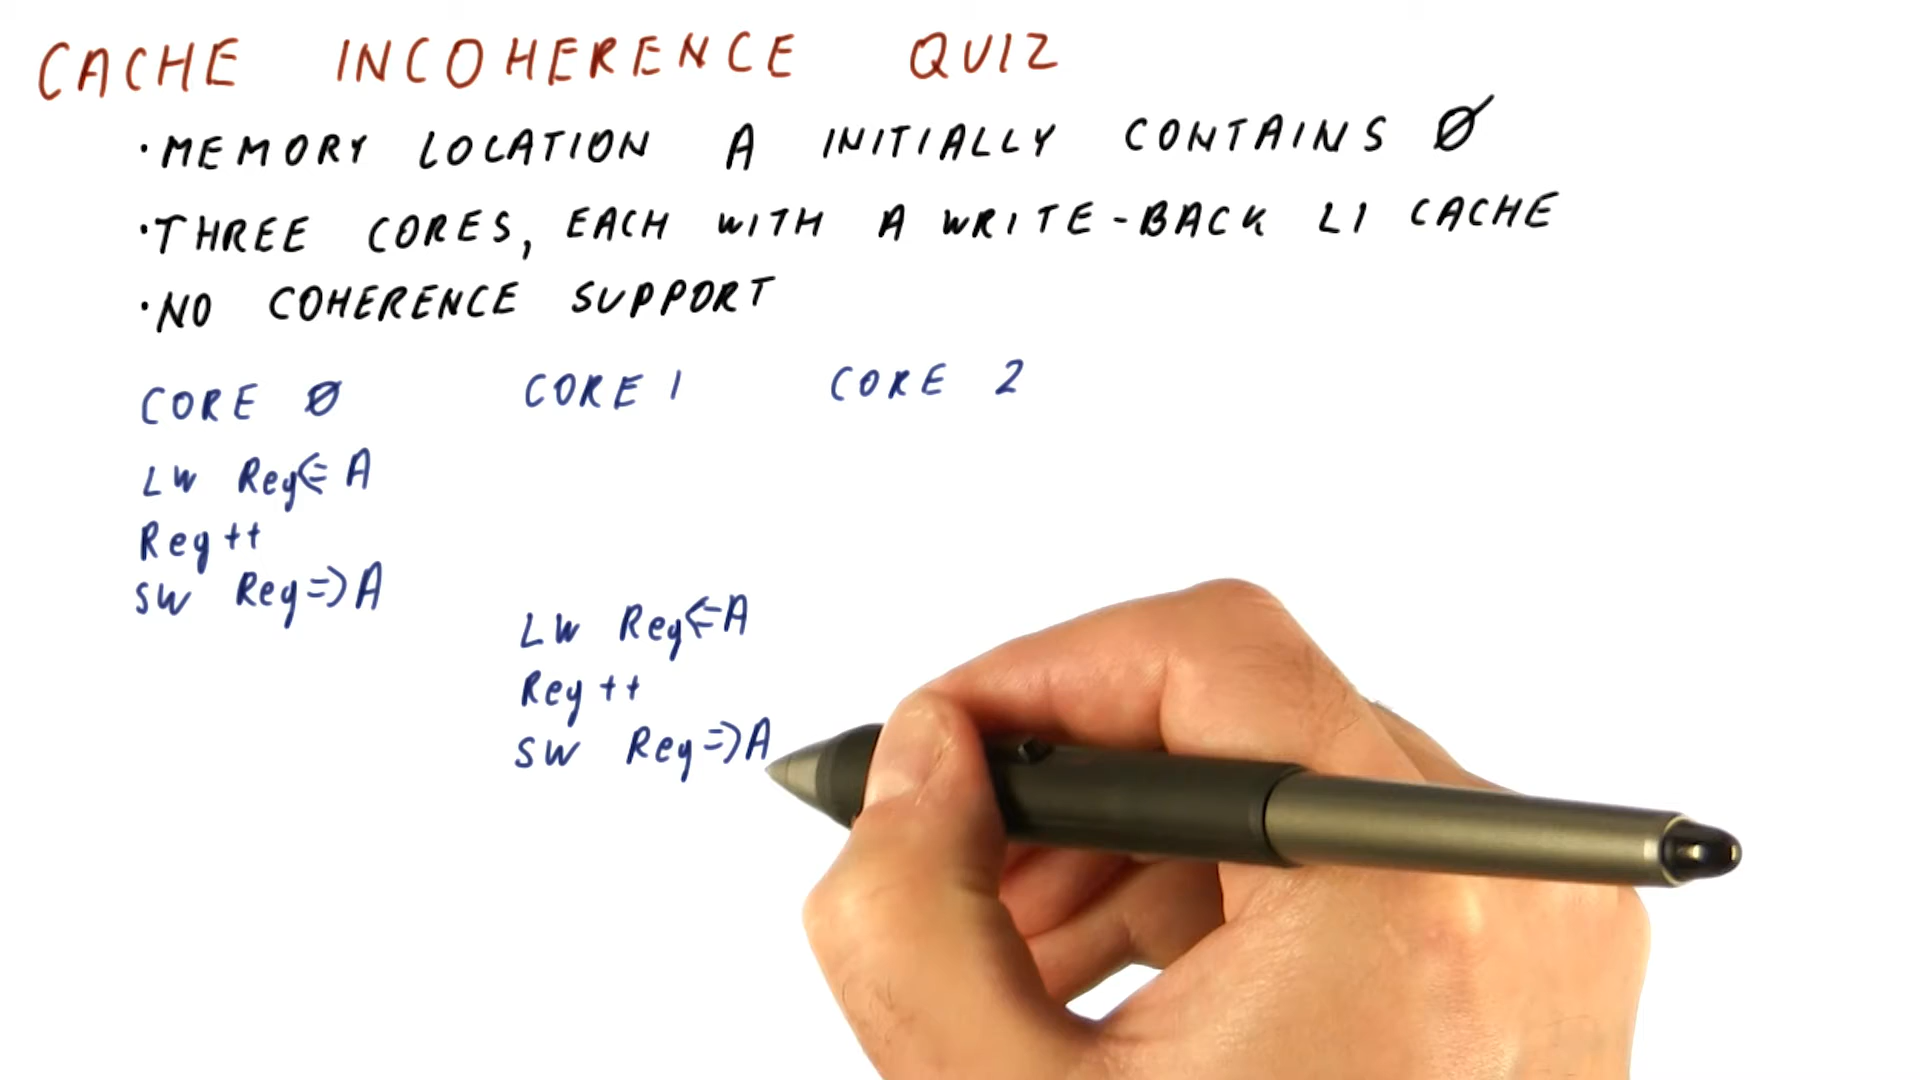 CACHE INCOHERENCE QUIZ
· MEMORY LOCATION A INITIALLY CONTAINS Ø
· THREE CORES, EACH WITH A WRITE-BACK L1 CACHE
· NO COHERENCE SUPPORT
CORE Ø CORE 1 CORE 2
LW Reg⇐A
Reg++
SW Reg⇒A
LW Reg⇐A
Reg++
SW Reg⇒A